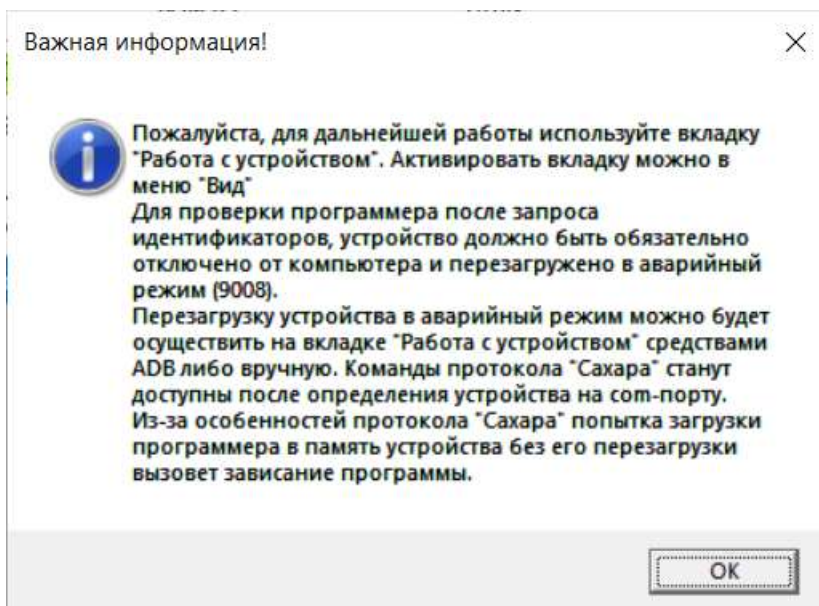 Важная информация!
Пожалуйста, для дальнейшей работы используйте вкладку
"Работа с устройством". Активировать вкладку можно в
меню "Вид"
Для проверки программера после запроса
идентификаторов, устройство должно быть обязательно
отключено от компьютера и перезагружено в аварийный
режим (9008).
Перезагрузку устройства в аварийный режим можно будет
осуществить на вкладке "Работа с устройством" средствами
ADB либо вручную. Команды протокола "Сахара" станут
доступны после определения устройства на com-порту.
Из-за особенностей протокола "Сахара" попытка загрузки
программера в память устройства без его перезагрузки
вызовет зависание программы.
OK